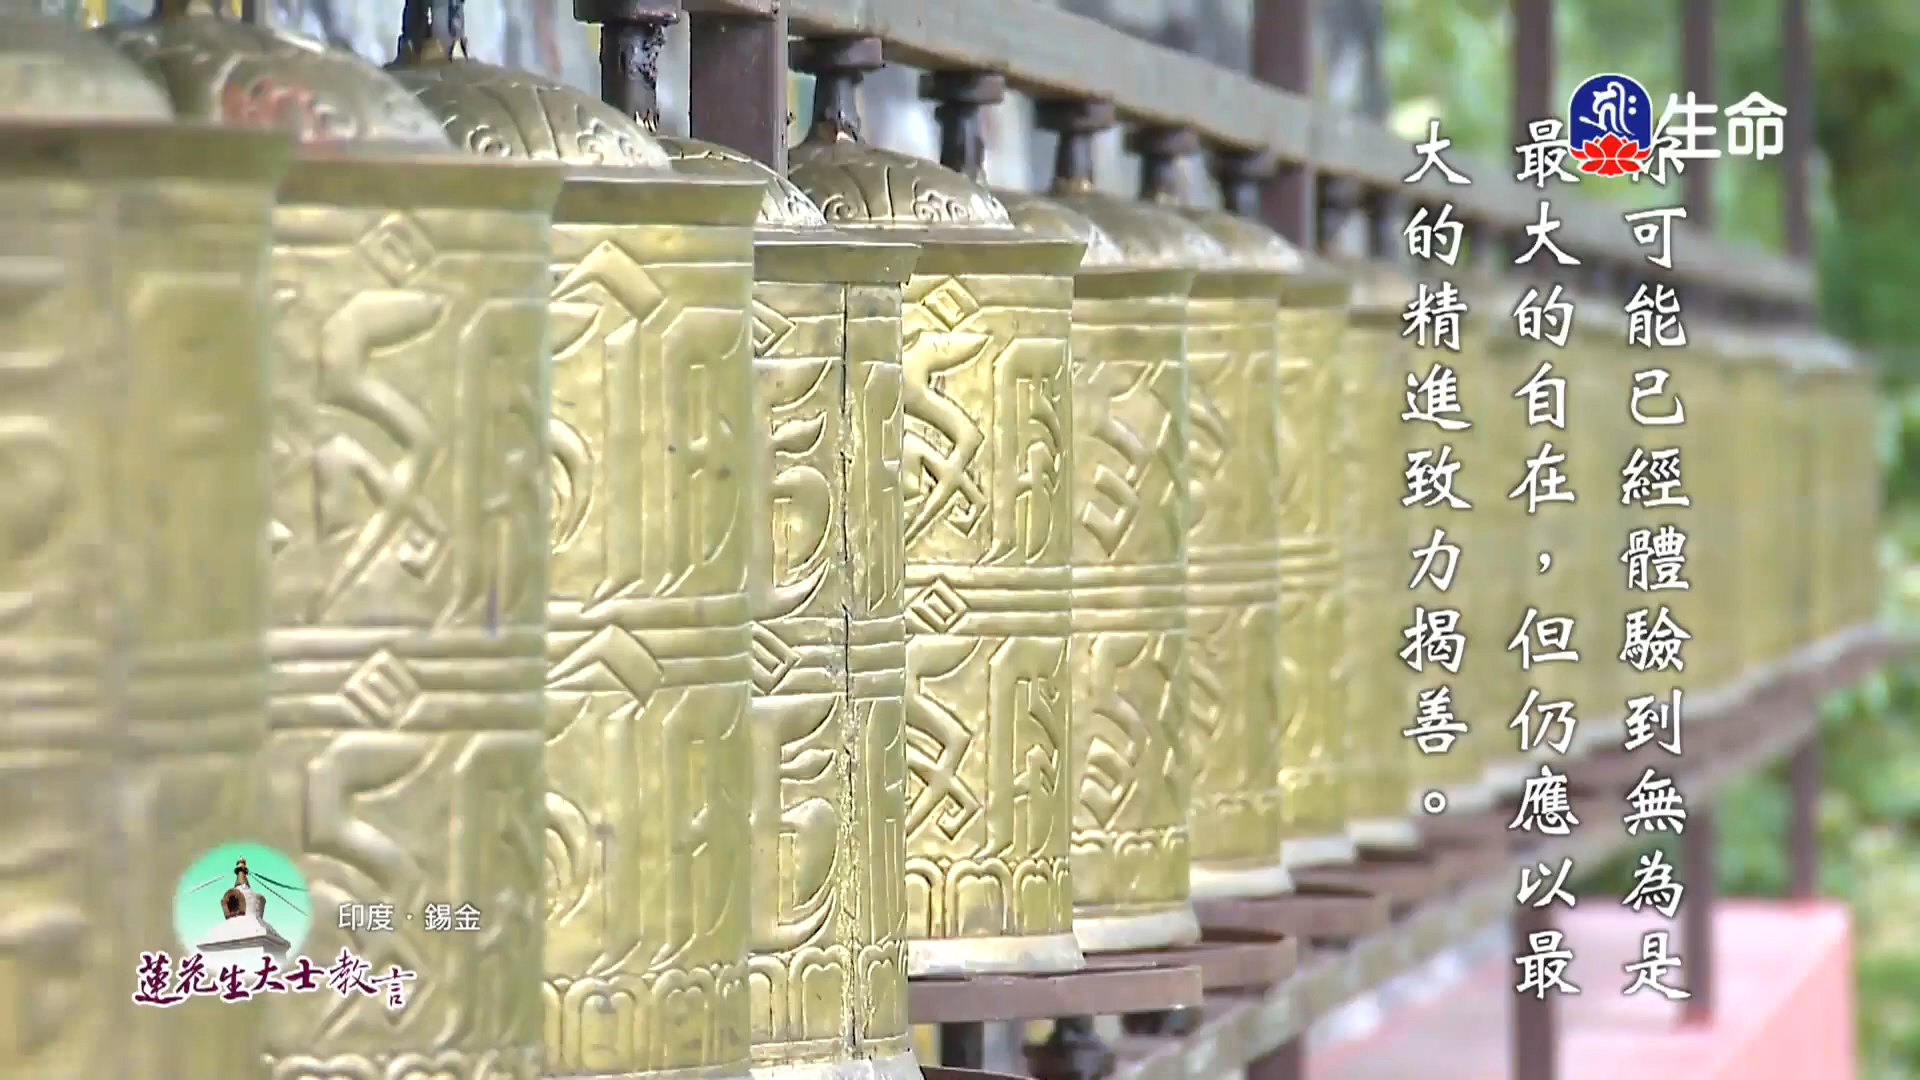 生命
你可能已經體驗到無為是
最大的自在，但仍應以最
大的精進致力揭善。
印度·錫金
蓮花生大士教言